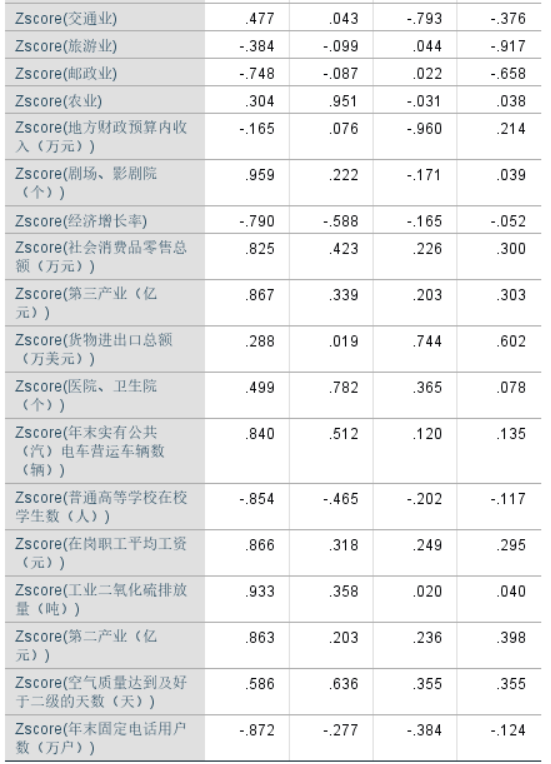 Zscore(交通业) .477 .043 -.793 -.376
Zscore(旅游业) -.384 -.099 .044 -.917
Zscore(邮政业) -.748 -.087 .022 -.658
Zscore(农业) .304 .951 -.031 .038
Zscore(地方财政预算内收 -.165 .076 -.960 .214
入（万元）)
Zscore(剧场、影剧院 .959 .222 -.171 .039
（个）)
Zscore(经济增长率) -.790 -.588 -.165 -.052
Zscore(社会消费品零售总 .825 .423 .226 .300
额（万元）)
Zscore(第三产业（亿 .867 .339 .203 .303
元）)
Zscore(货物进出口总额 .288 .019 .744 .602
（万美元）)
Zscore(医院、卫生院 .499 .782 .365 .078
（个）)
Zscore(年末实有公共 .840 .512 .120 .135
（汽）电车营运车辆数
（辆）)
Zscore(普通高等学校在校 -.854 -.465 -.202 -.117
学生数（人）)
Zscore(在岗职工平均工资 .866 .318 .249 .295
（元）)
Zscore(工业二氧化硫排放 .933 .358 .020 .040
量（吨）)
Zscore(第二产业（亿 .863 .203 .236 .398
元）)
Zscore(空气质量达到及好 .586 .636 .355 .355
于二级的天数（天）)
Zscore(年末固定电话用户 -.872 -.277 -.384 -.124
数（万户）)